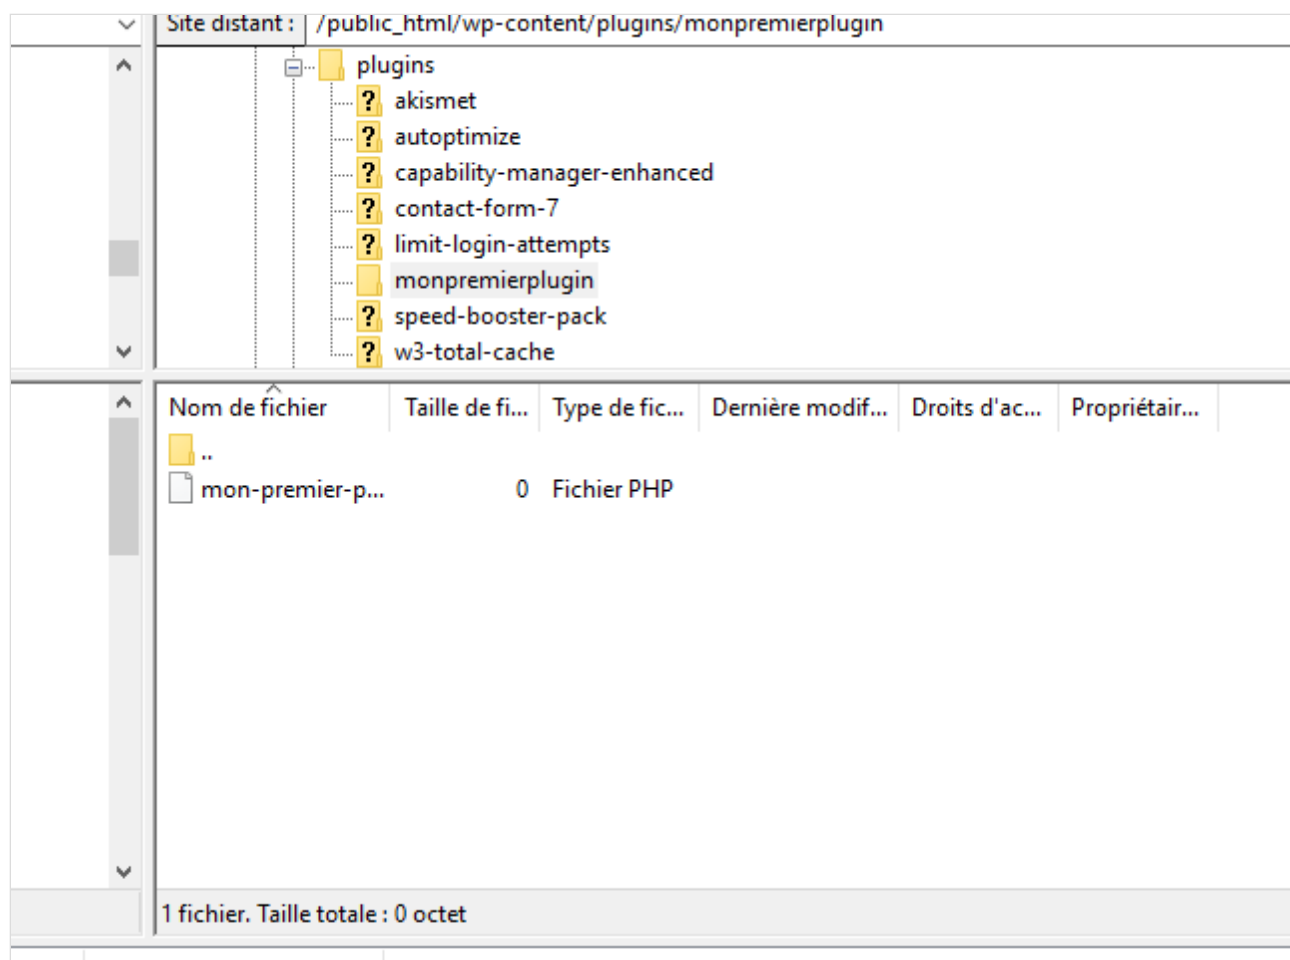 Site distant : /public_html/wp-content/plugins/monpremierplugin
plugins
akismet
autoptimize
capability-manager-enhanced
contact-form-7
limit-login-attempts
monpremierplugin
speed-booster-pack
w3-total-cache
Nom de fichier Taille de fi... Type de fic... Dernière modif... Droits d'ac... Propriétair...
..
mon-premier-p... 0 Fichier PHP
1 fichier. Taille totale : 0 octet